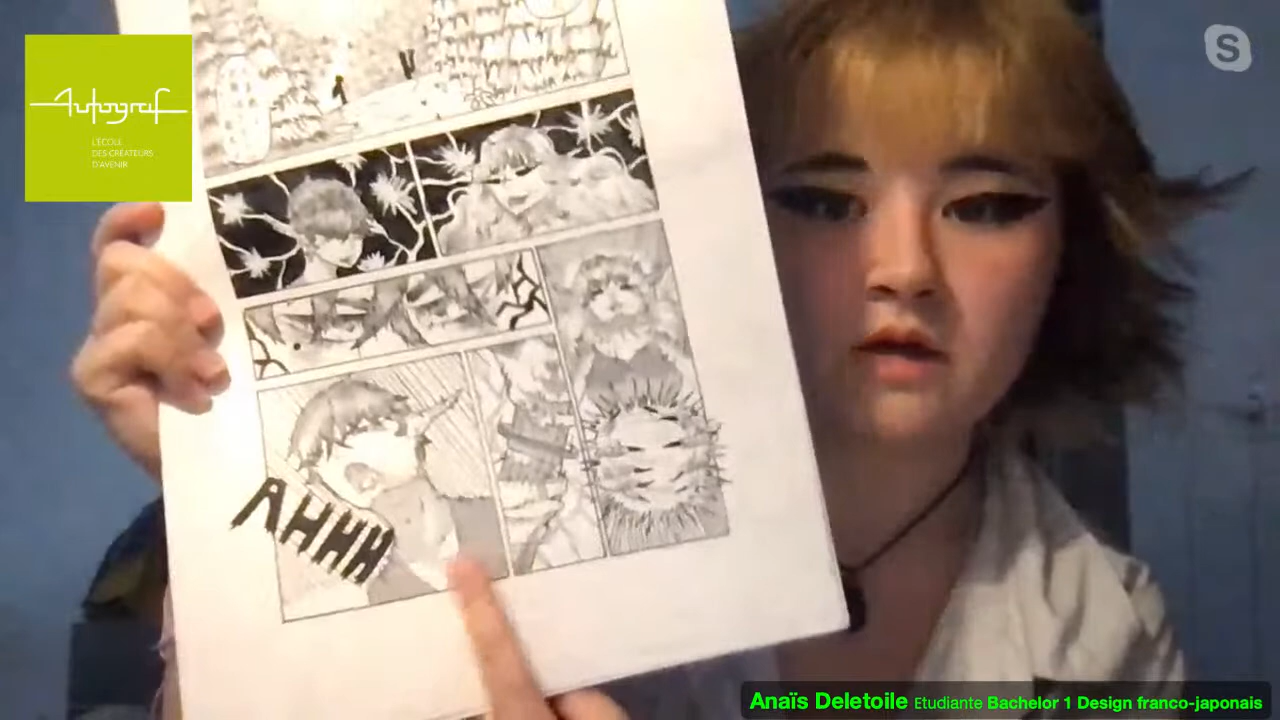 Autograf
L'ÉCOLE
DES CRÉATEURS
D'AVENIR
S
AHHH
Anaïs Deletoile Etudiante Bachelor 1 Design franco-japonais